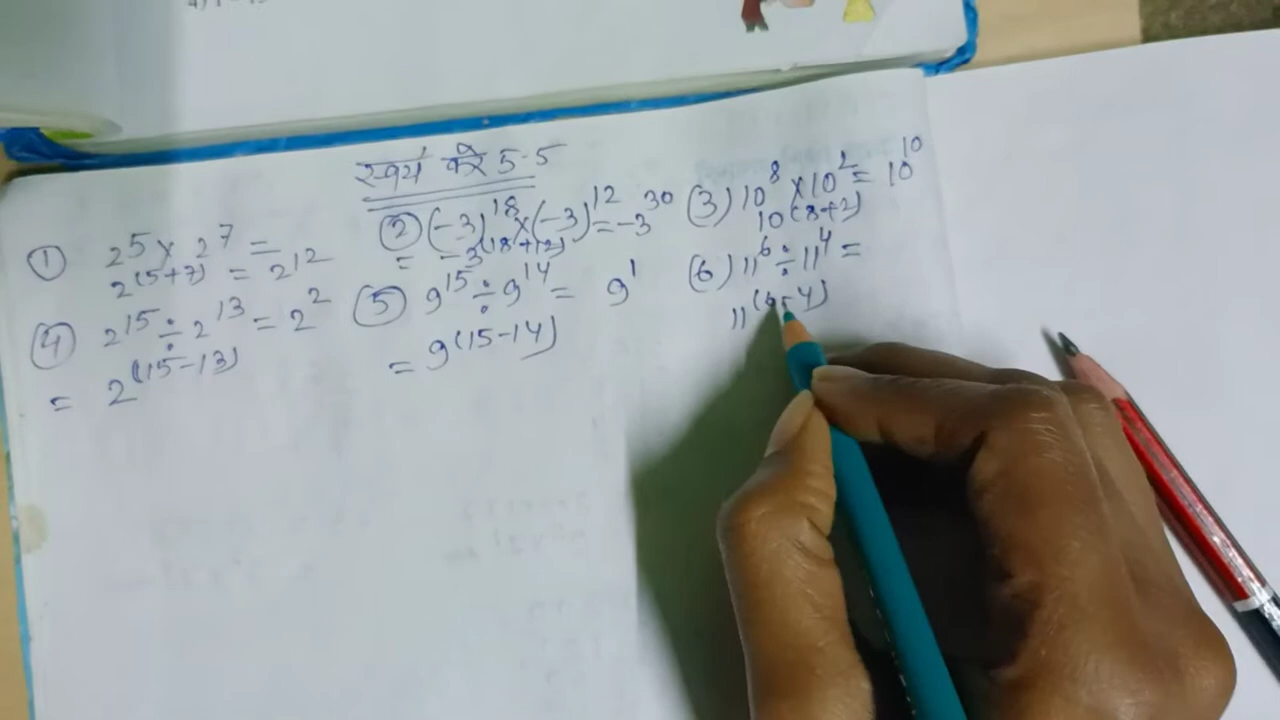 स्वयं करे 5.5
① 2⁵ × 2⁷ =
2⁽⁵⁺⁷⁾ = 2¹²
② (-3)¹⁸ × (-3)¹² = -3³⁰
= -3⁽¹⁸⁺¹²⁾
(3) 10⁸ × 10² = 10¹⁰
10⁽⁸⁺²⁾
④ 2¹⁵ ÷ 2¹³ = 2²
= 2⁽¹⁵⁻¹³⁾
⑤ 9¹⁵ ÷ 9¹⁴ = 9¹
= 9⁽¹⁵⁻¹⁴⁾
(6) 11⁶ ÷ 11⁴ =
11⁽⁶⁻⁴⁾